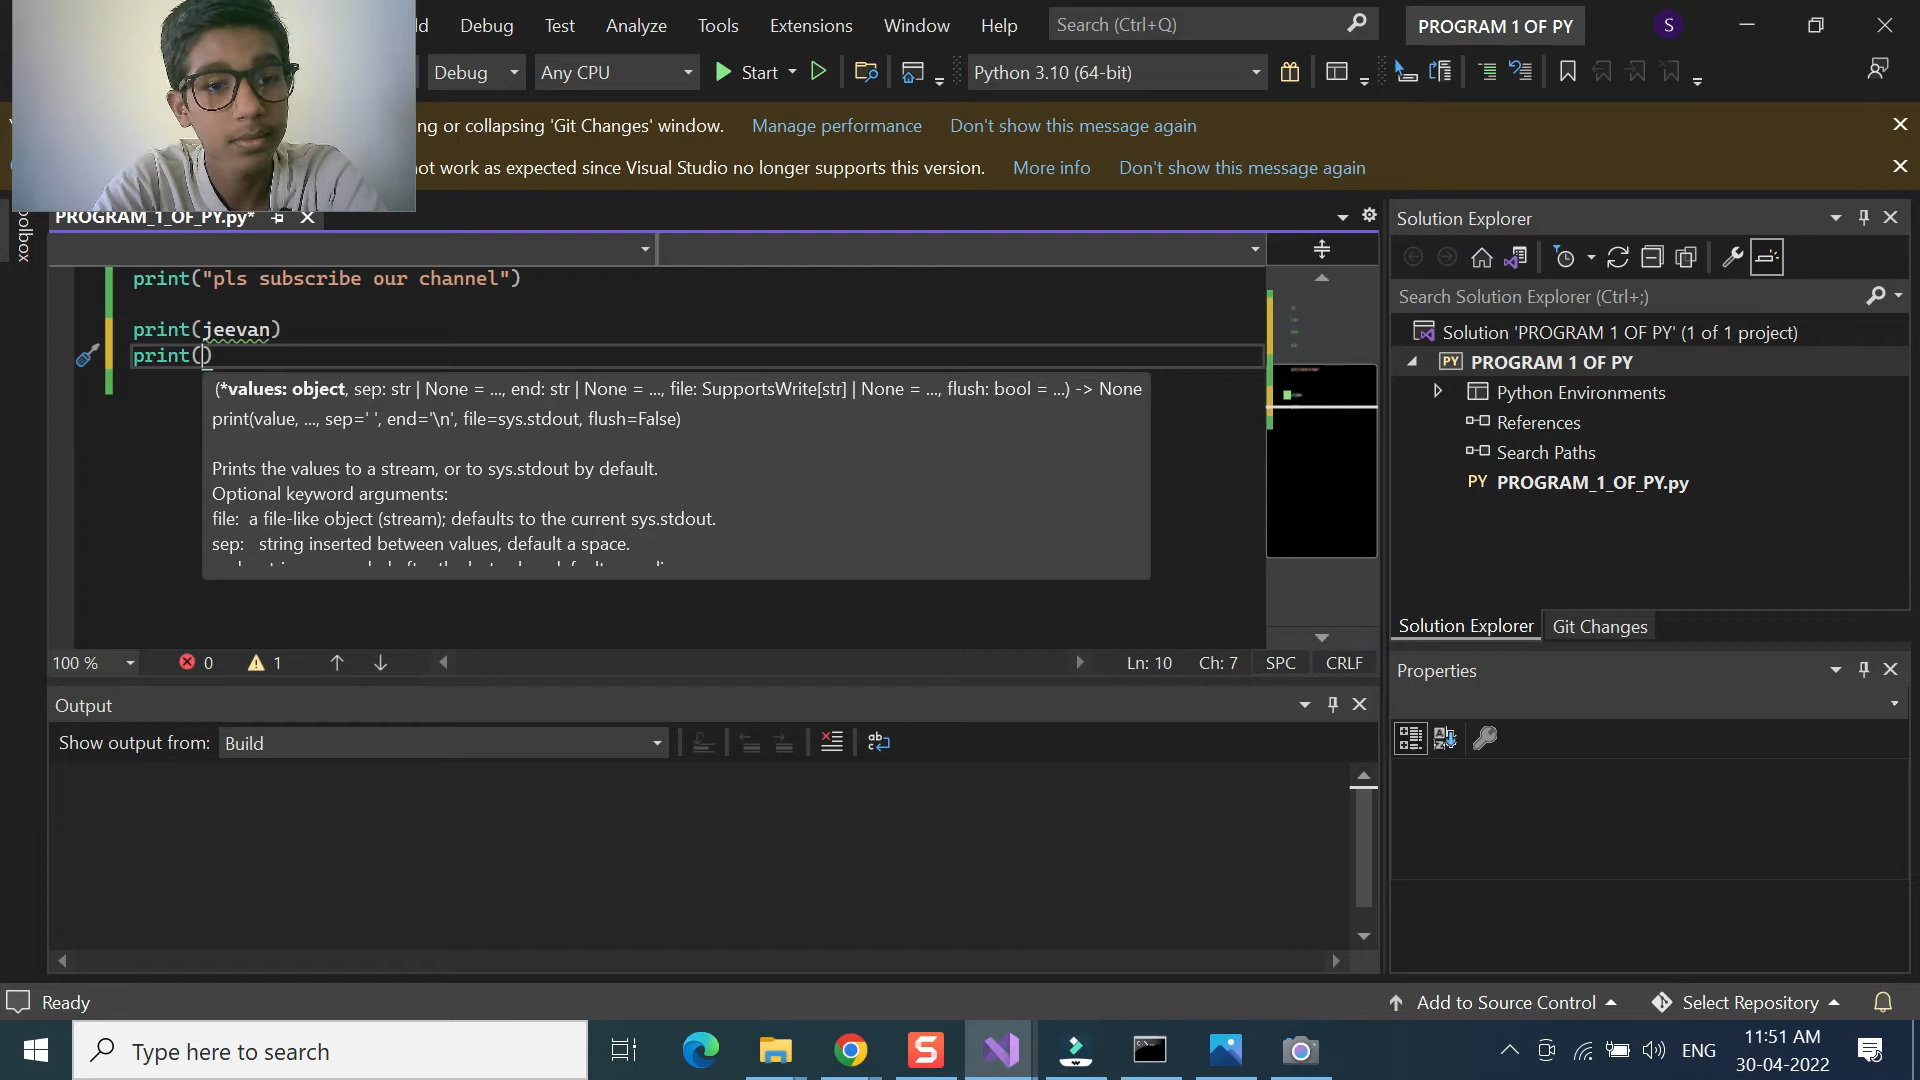 ld Debug Test Analyze Tools Extensions Window Help Search (Ctrl+Q) PROGRAM 1 OF PY S
Debug Any CPU Start Python 3.10 (64-bit)
ng or collapsing 'Git Changes' window. Manage performance Don't show this message again
not work as expected since Visual Studio no longer supports this version. More info Don't show this message again
PROGRAM_1_OF_PY.py*
olbox
print("pls subscribe our channel")
print(jeevan)
print()
(*values: object, sep: str | None = ..., end: str | None = ..., file: SupportsWrite[str] | None = ..., flush: bool = ...) -> None
print(value, ..., sep=' ', end='\n', file=sys.stdout, flush=False)
Prints the values to a stream, or to sys.stdout by default.
Optional keyword arguments:
file: a file-like object (stream); defaults to the current sys.stdout.
sep: string inserted between values, default a space.
100 % 0 1 Ln: 10 Ch: 7 SPC CRLF
Output
Show output from: Build
Solution Explorer
Search Solution Explorer (Ctrl+;)
Solution 'PROGRAM 1 OF PY' (1 of 1 project)
PY PROGRAM 1 OF PY
Python Environments
References
Search Paths
PY PROGRAM_1_OF_PY.py
Solution Explorer Git Changes
Properties
Ready Add to Source Control Select Repository
Type here to search
S
ENG
11:51 AM
30-04-2022